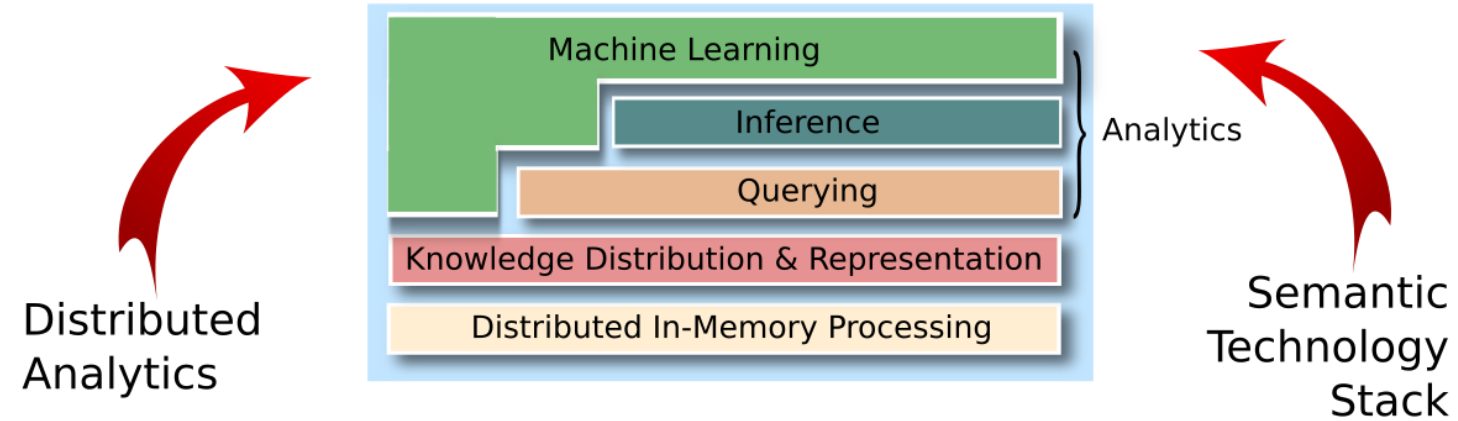 Machine Learning
Inference
Analytics
Querying
Knowledge Distribution & Representation
Distributed In-Memory Processing
Distributed
Analytics
Semantic
Technology
Stack